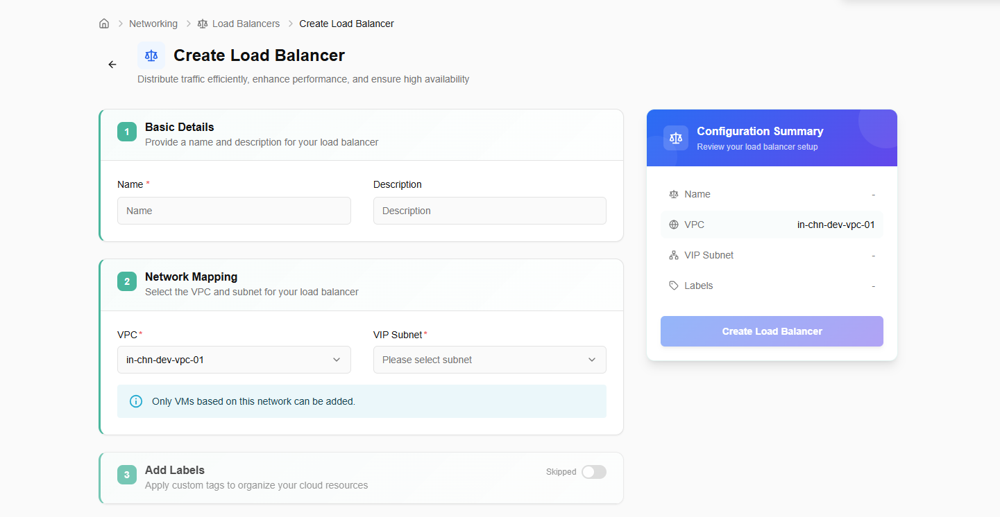 Networking Load Balancers Create Load Balancer
Create Load Balancer
Distribute traffic efficiently, enhance performance, and ensure high availability
1 Basic Details
Provide a name and description for your load balancer
Name * Description
Name Description
2 Network Mapping
Select the VPC and subnet for your load balancer
VPC* VIP Subnet*
in-chn-dev-vpc-01 Please select subnet
Only VMs based on this network can be added.
3 Add Labels Skipped
Apply custom tags to organize your cloud resources
Configuration Summary
Review your load balancer setup
Name -
VPC in-chn-dev-vpc-01
VIP Subnet -
Labels -
Create Load Balancer